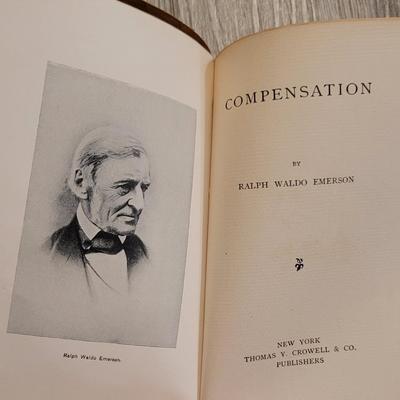 Ralph Waldo Emerson.
COMPENSATION
BY
RALPH WALDO EMERSON
NEW YORK
THOMAS Y. CROWELL & CO.
PUBLISHERS